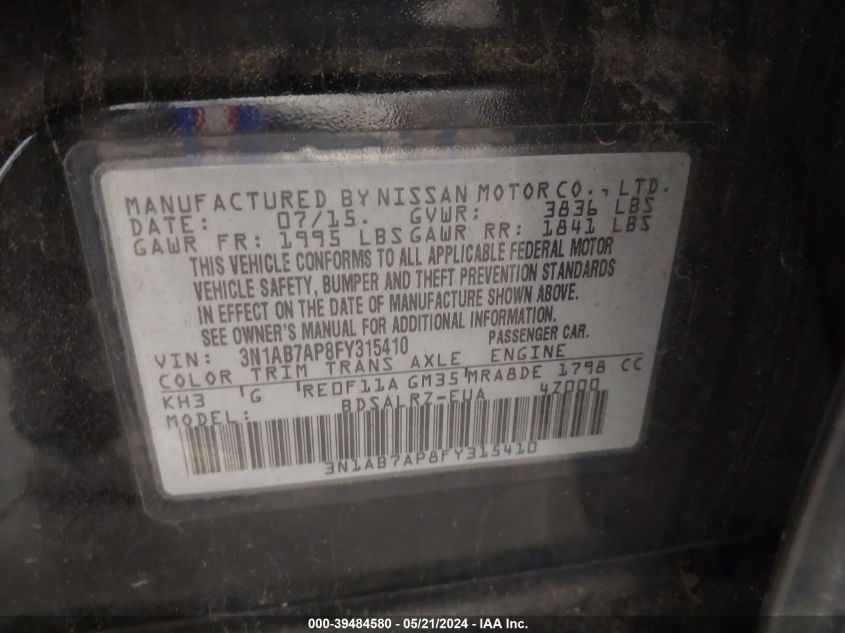 MANUFACTURED BY NISSAN MOTOR CO., LTD.
DATE: 07/15. GVWR: 3836 LBS
GAWR FR: 1995 LBS GAWR RR: 1841 LBS
THIS VEHICLE CONFORMS TO ALL APPLICABLE FEDERAL MOTOR
VEHICLE SAFETY, BUMPER AND THEFT PREVENTION STANDARDS
IN EFFECT ON THE DATE OF MANUFACTURE SHOWN ABOVE.
SEE OWNER'S MANUAL FOR ADDITIONAL INFORMATION.
VIN: 3N1AB7AP8FY315410 PASSENGER CAR.
COLOR TRIM TRANS AXLE ENGINE
KH3 G RE0F11A GM35 MRA8DE 1798 CC
MODEL: BDSALRZ-EUA 4Z000
3N1AB7AP8FY315410
000-39484580 - 05/21/2024 - IAA Inc.